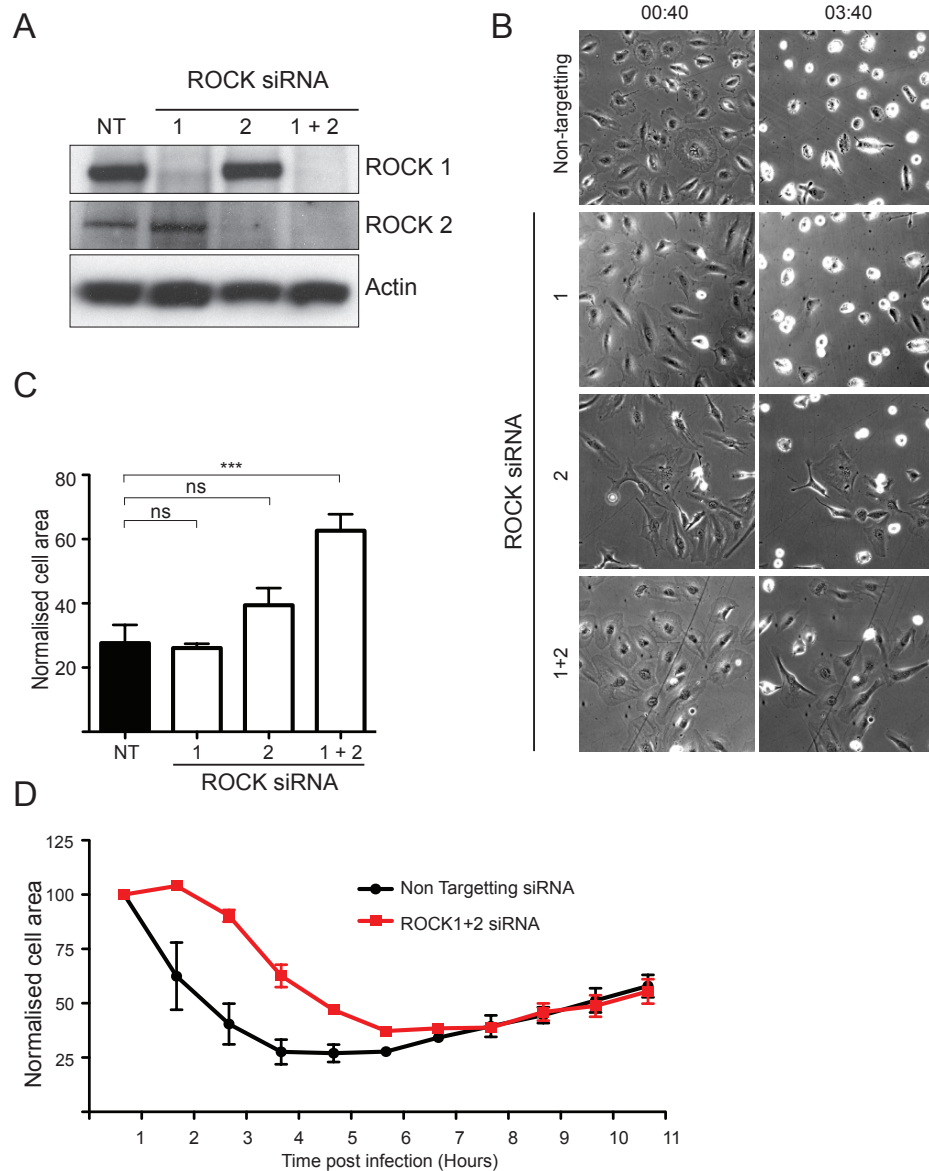 A
ROCK siRNA
NT 1 2 1 + 2
ROCK 1
ROCK 2
Actin
B
00:40 03:40
Non-targetting
ROCK siRNA
1
2
1+2
C
Normalised cell area
80
60
40
20
***
ns
ns
NT 1 2 1 + 2
ROCK siRNA
D
Normalised cell area
125
100
75
50
25
Non Targetting siRNA
ROCK1+2 siRNA
1 2 3 4 5 6 7 8 9 10 11
Time post infection (Hours)